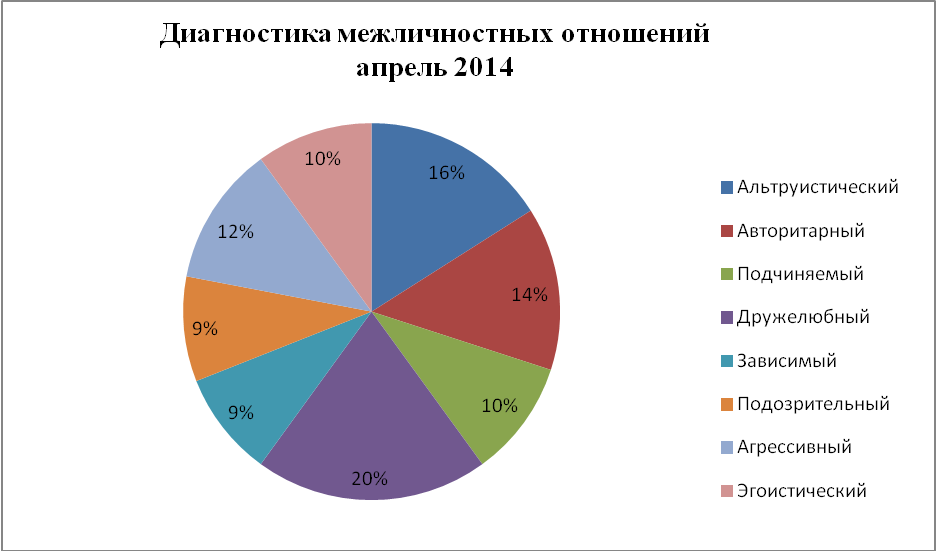 Диагностика межличностных отношений
апрель 2014
10%
16%
12%
14%
9%
10%
9%
20%
Альтруистический
Авторитарный
Подчиняемый
Дружелюбный
Зависимый
Подозрительный
Агрессивный
Эгоистический